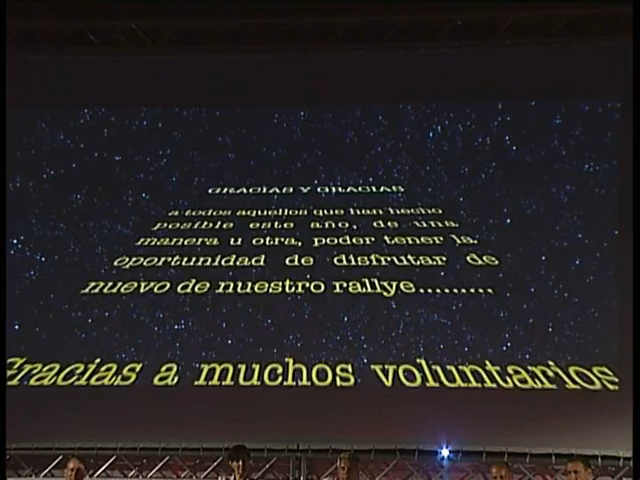 GRACIAS Y GRACIAS
a todos aquellos que han hecho
posible este año, de una
manera u otra, poder tener la
oportunidad de disfrutar de
nuevo de nuestro rallye.........
Gracias a muchos voluntarios